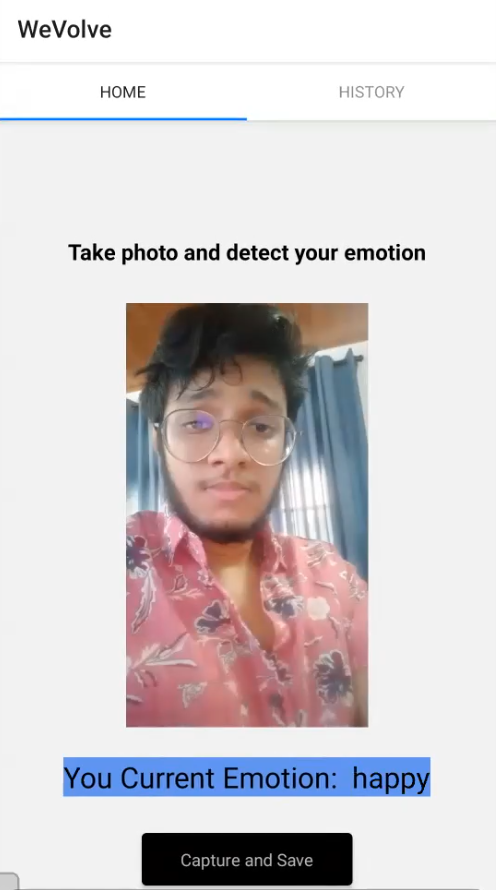 WeVolve
HOME HISTORY
Take photo and detect your emotion
You Current Emotion: happy
Capture and Save